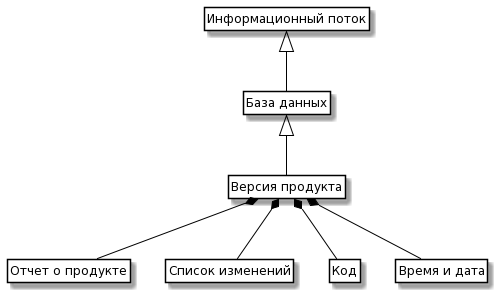 Информационный поток
База данных
Версия продукта
Отчет о продукте
Список изменений
Код
Время и дата